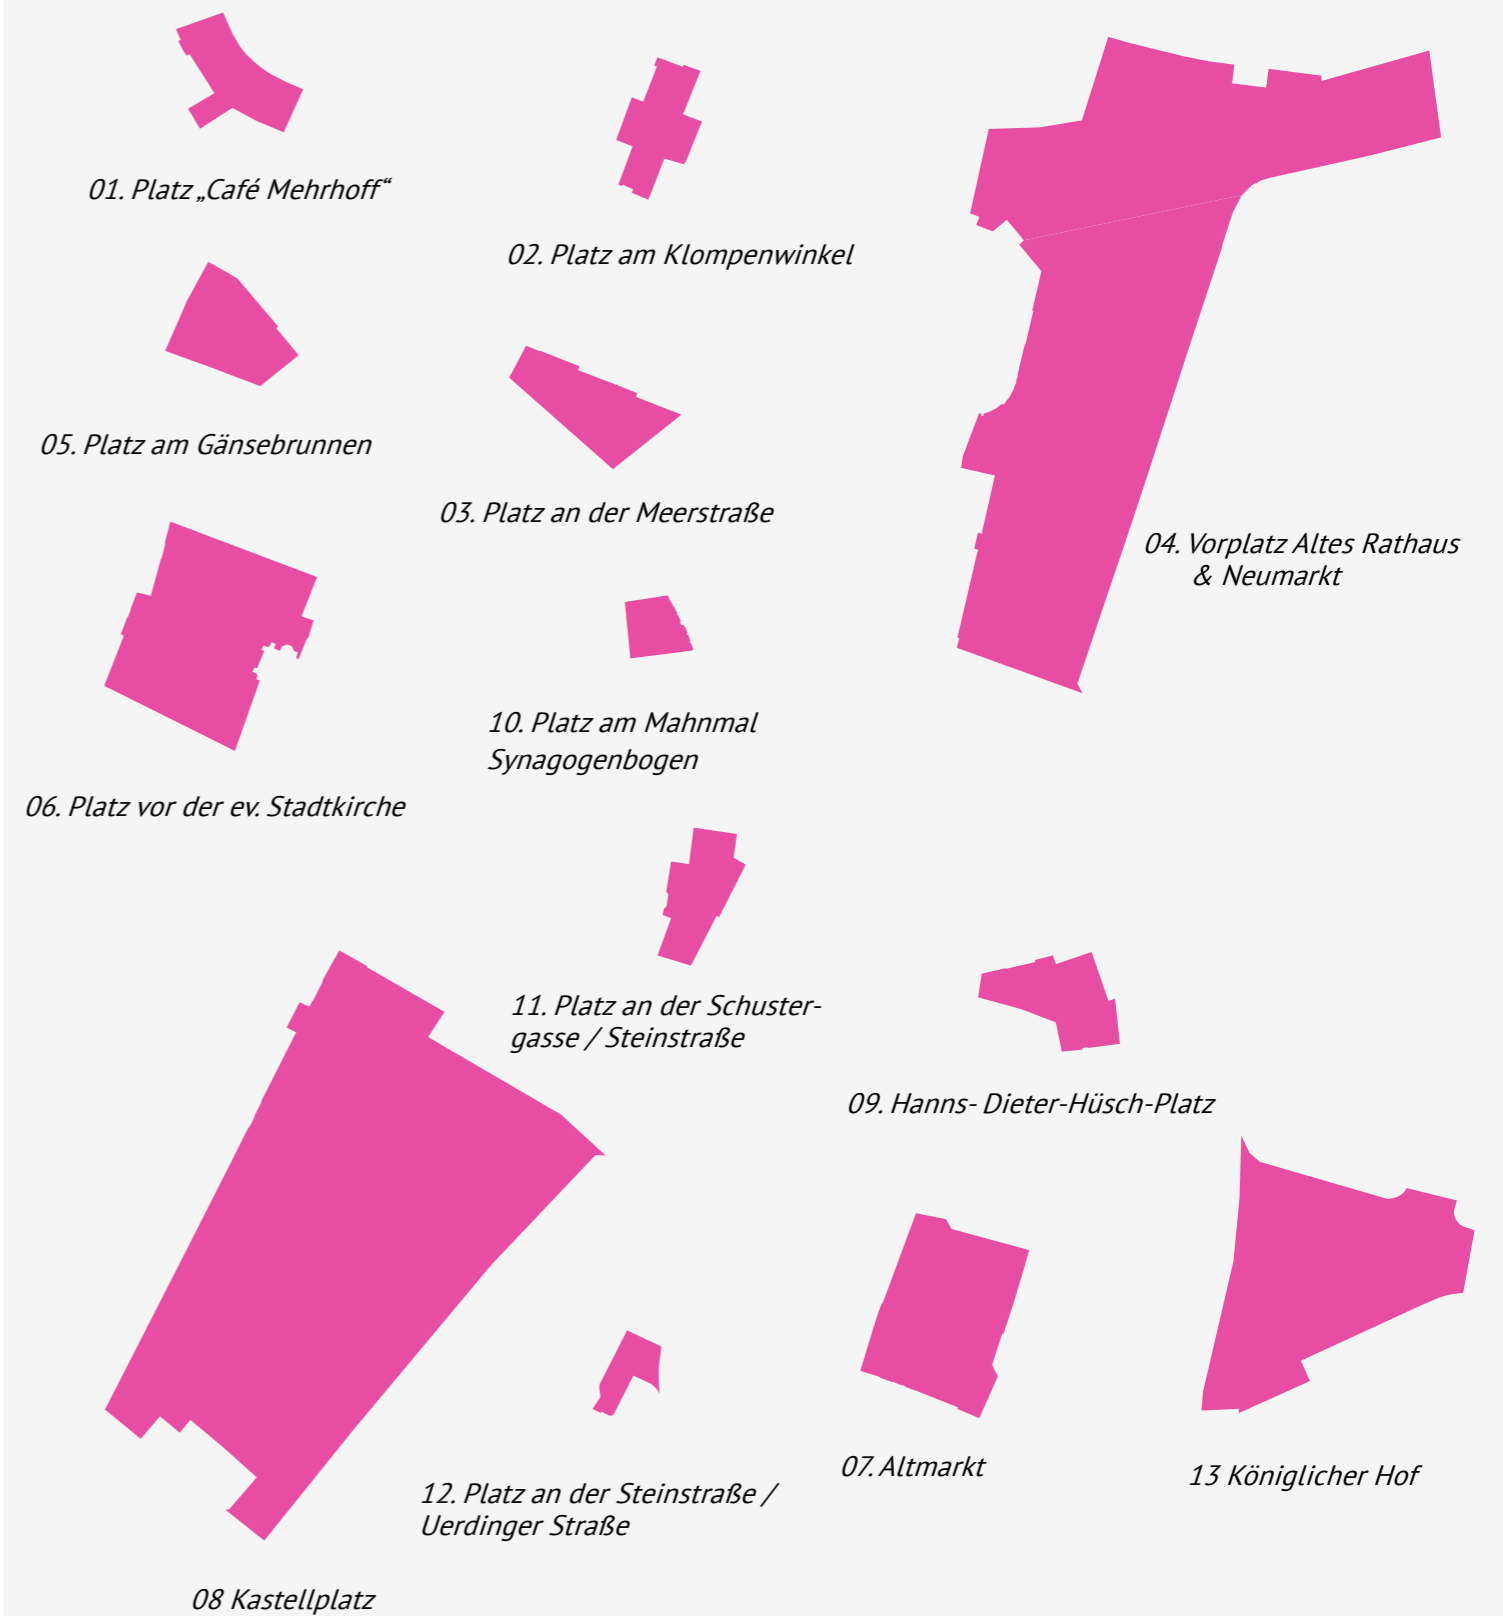 01. Platz „Café Mehrhoff“
02. Platz am Klompenwinkel
05. Platz am Gänsebrunnen
03. Platz an der Meerstraße
04. Vorplatz Altes Rathaus
& Neumarkt
10. Platz am Mahnmal
Synagogenbogen
06. Platz vor der ev. Stadtkirche
11. Platz an der Schuster-
gasse / Steinstraße
09. Hanns- Dieter-Hüsch-Platz
07. Altmarkt
13 Königlicher Hof
12. Platz an der Steinstraße /
Uerdinger Straße
08 Kastellplatz